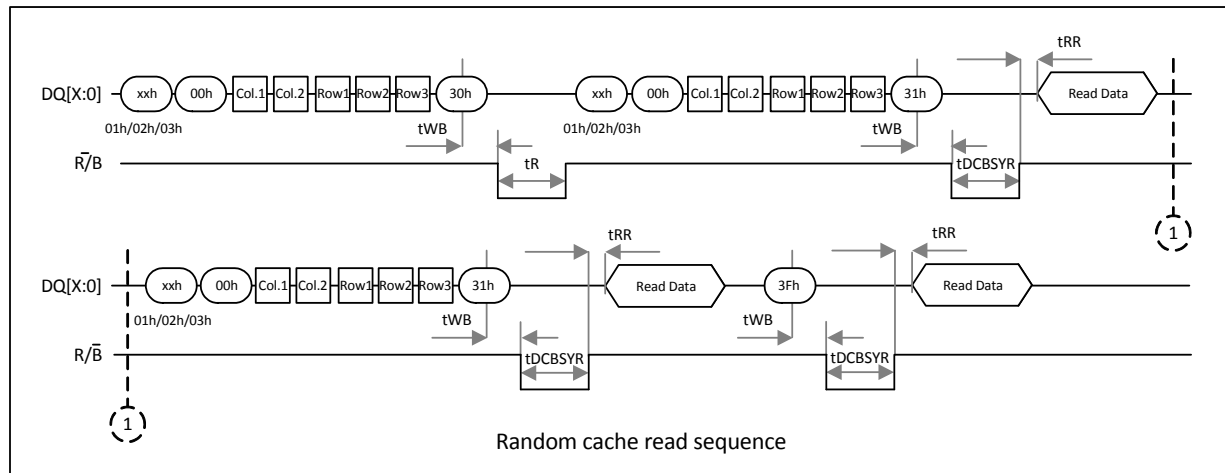 tRR
DQ[X:0] xxh 00h Col.1 Col.2 Row1 Row2 Row3 30h xxh 00h Col.1 Col.2 Row1 Row2 Row3 31h Read Data
01h/02h/03h tWB 01h/02h/03h tWB
R̄/B tR tDCBSYR
1
tRR tRR
DQ[X:0] xxh 00h Col.1 Col.2 Row1 Row2 Row3 31h Read Data 3Fh Read Data
01h/02h/03h tWB tWB
R/B̄ tDCBSYR tDCBSYR
1
Random cache read sequence